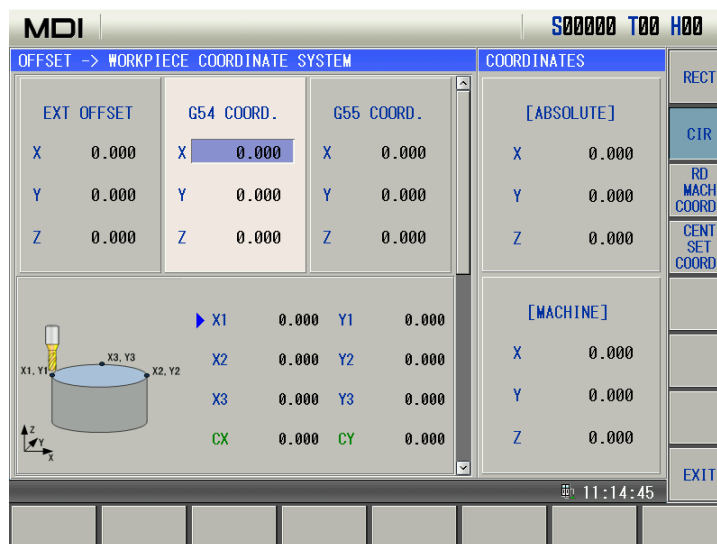 MDI S00000 T00 H00
OFFSET -> WORKPIECE COORDINATE SYSTEM COORDINATES
EXT OFFSET G54 COORD. G55 COORD. [ABSOLUTE]
X 0.000 X 0.000 X 0.000 X 0.000
Y 0.000 Y 0.000 Y 0.000 Y 0.000
Z 0.000 Z 0.000 Z 0.000 Z 0.000
X1 0.000 Y1 0.000
X2 0.000 Y2 0.000
X3 0.000 Y3 0.000
CX 0.000 CY 0.000
X1, Y1
X3, Y3
X2, Y2
Z
Y
X
[MACHINE]
X 0.000
Y 0.000
Z 0.000
11:14:45
RECT
CIR
RD
MACH
COORD
CENT
SET
COORD
EXIT